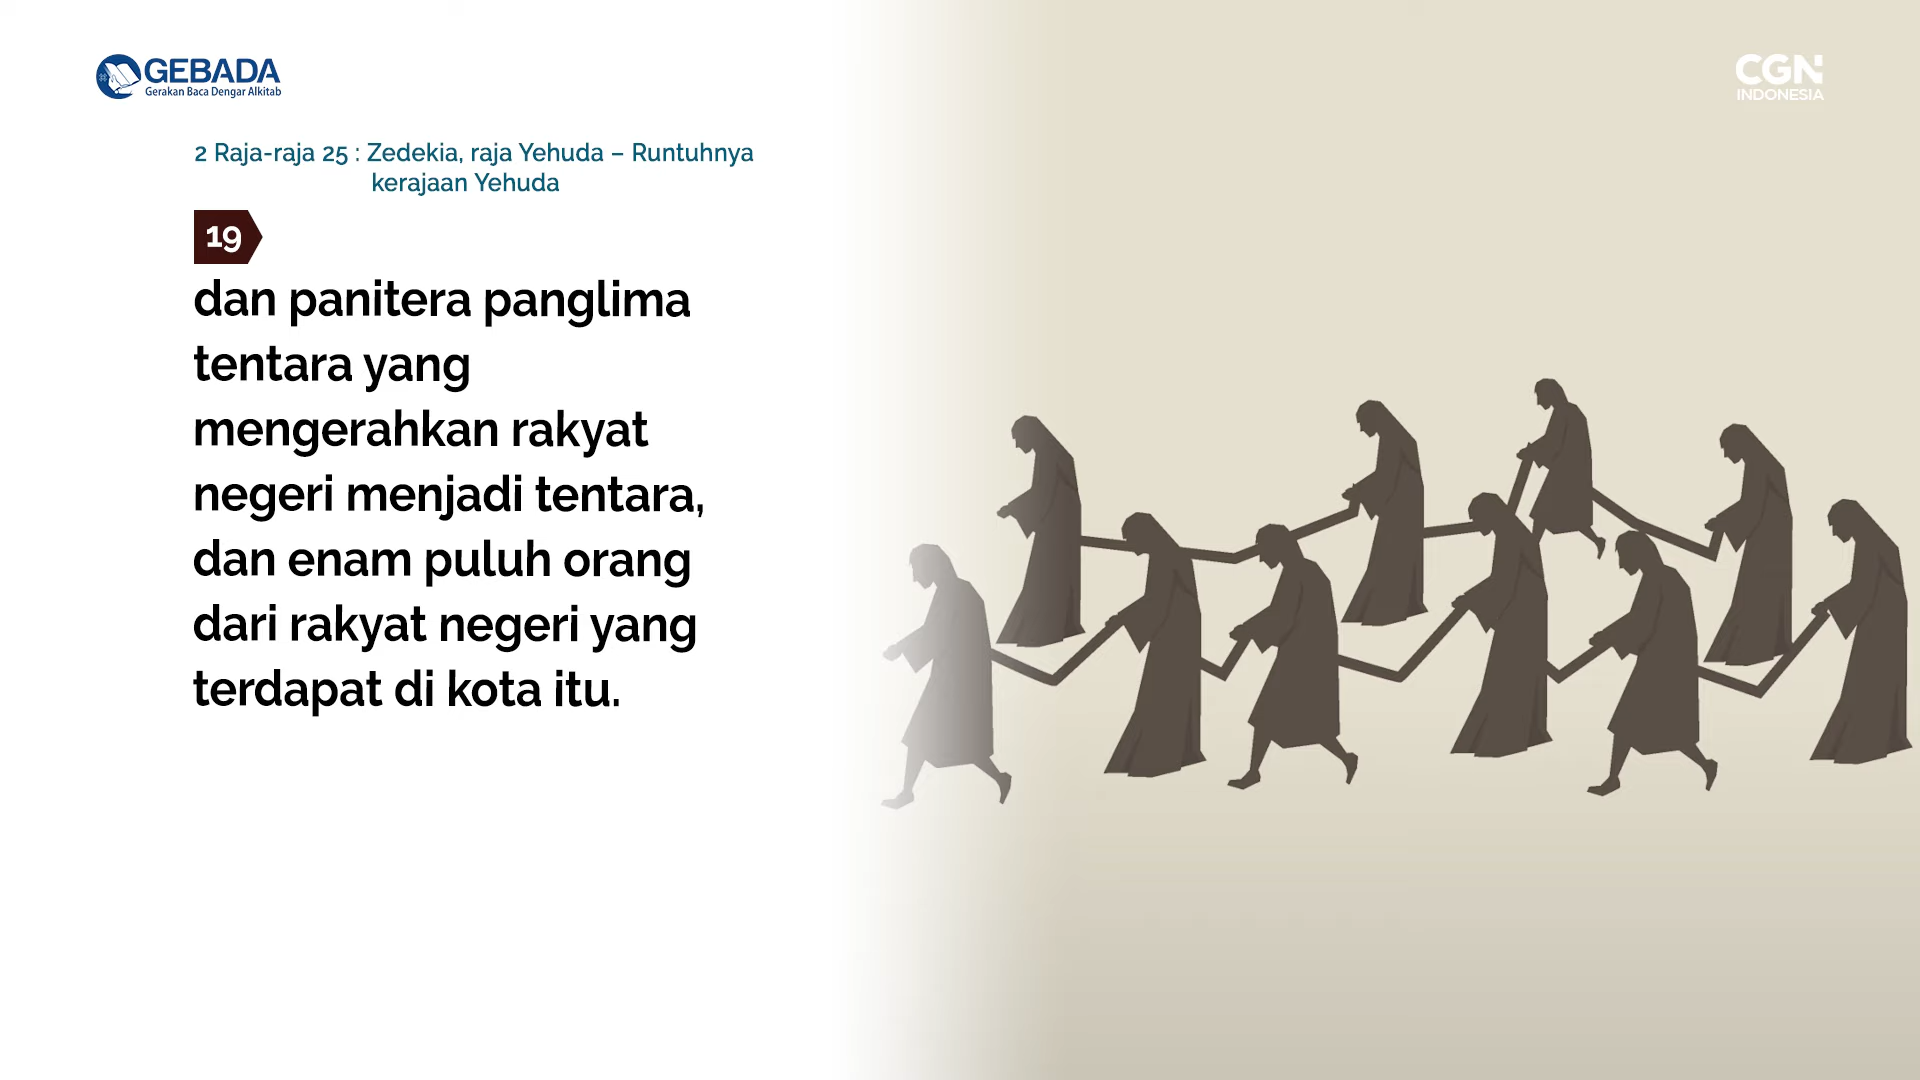 GEBADA
Gerakan Baca Dengar Alkitab
CGN
INDONESIA
2 Raja-raja 25 : Zedekia, raja Yehuda – Runtuhnya
kerajaan Yehuda
19
dan panitera panglima
tentara yang
mengerahkan rakyat
negeri menjadi tentara,
dan enam puluh orang
dari rakyat negeri yang
terdapat di kota itu.